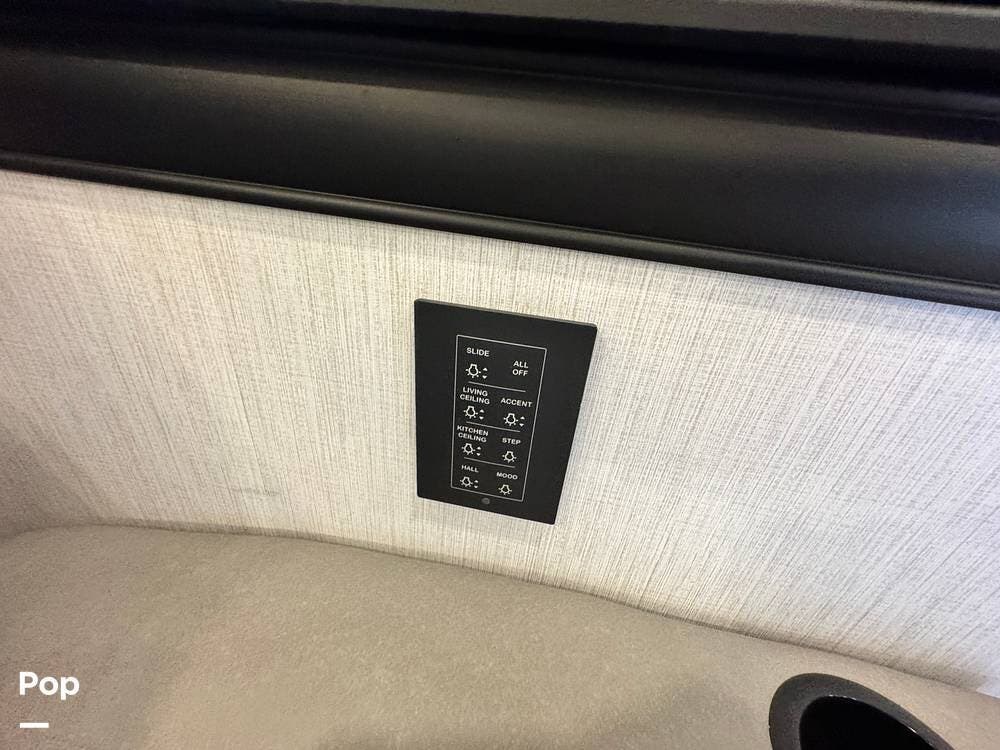 SLIDE
ALL
OFF
LIVING
CEILING
ACCENT
KITCHEN
CEILING
STEP
HALL
MOOD
Pop